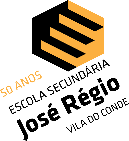 50 ANOS
ESCOLA SECUNDÁRIA
José Régio
VILA DO CONDE